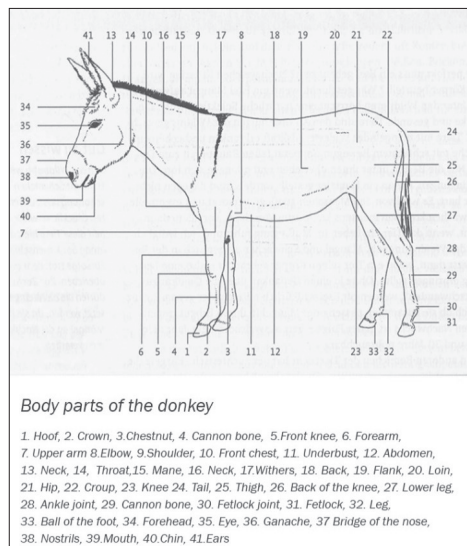 41 13 14 10 16 15 9 17 8 18 19 20 21 22
34
35
36
37
38
39
40
7
24
25
26
27
28
29
30
31
6 5 4 1 2 3 11 12 23 33 32
Body parts of the donkey
1. Hoof, 2. Crown, 3.Chestnut, 4. Cannon bone, 5.Front knee, 6. Forearm,
7. Upper arm 8.Elbow, 9.Shoulder, 10. Front chest, 11. Underbust, 12. Abdomen,
13. Neck, 14, Throat,15. Mane, 16. Neck, 17.Withers, 18. Back, 19. Flank, 20. Loin,
21. Hip, 22. Croup, 23. Knee 24. Tail, 25. Thigh, 26. Back of the knee, 27. Lower leg,
28. Ankle joint, 29. Cannon bone, 30. Fetlock joint, 31. Fetlock, 32. Leg,
33. Ball of the foot, 34. Forehead, 35. Eye, 36. Ganache, 37 Bridge of the nose,
38. Nostrils, 39.Mouth, 40.Chin, 41.Ears